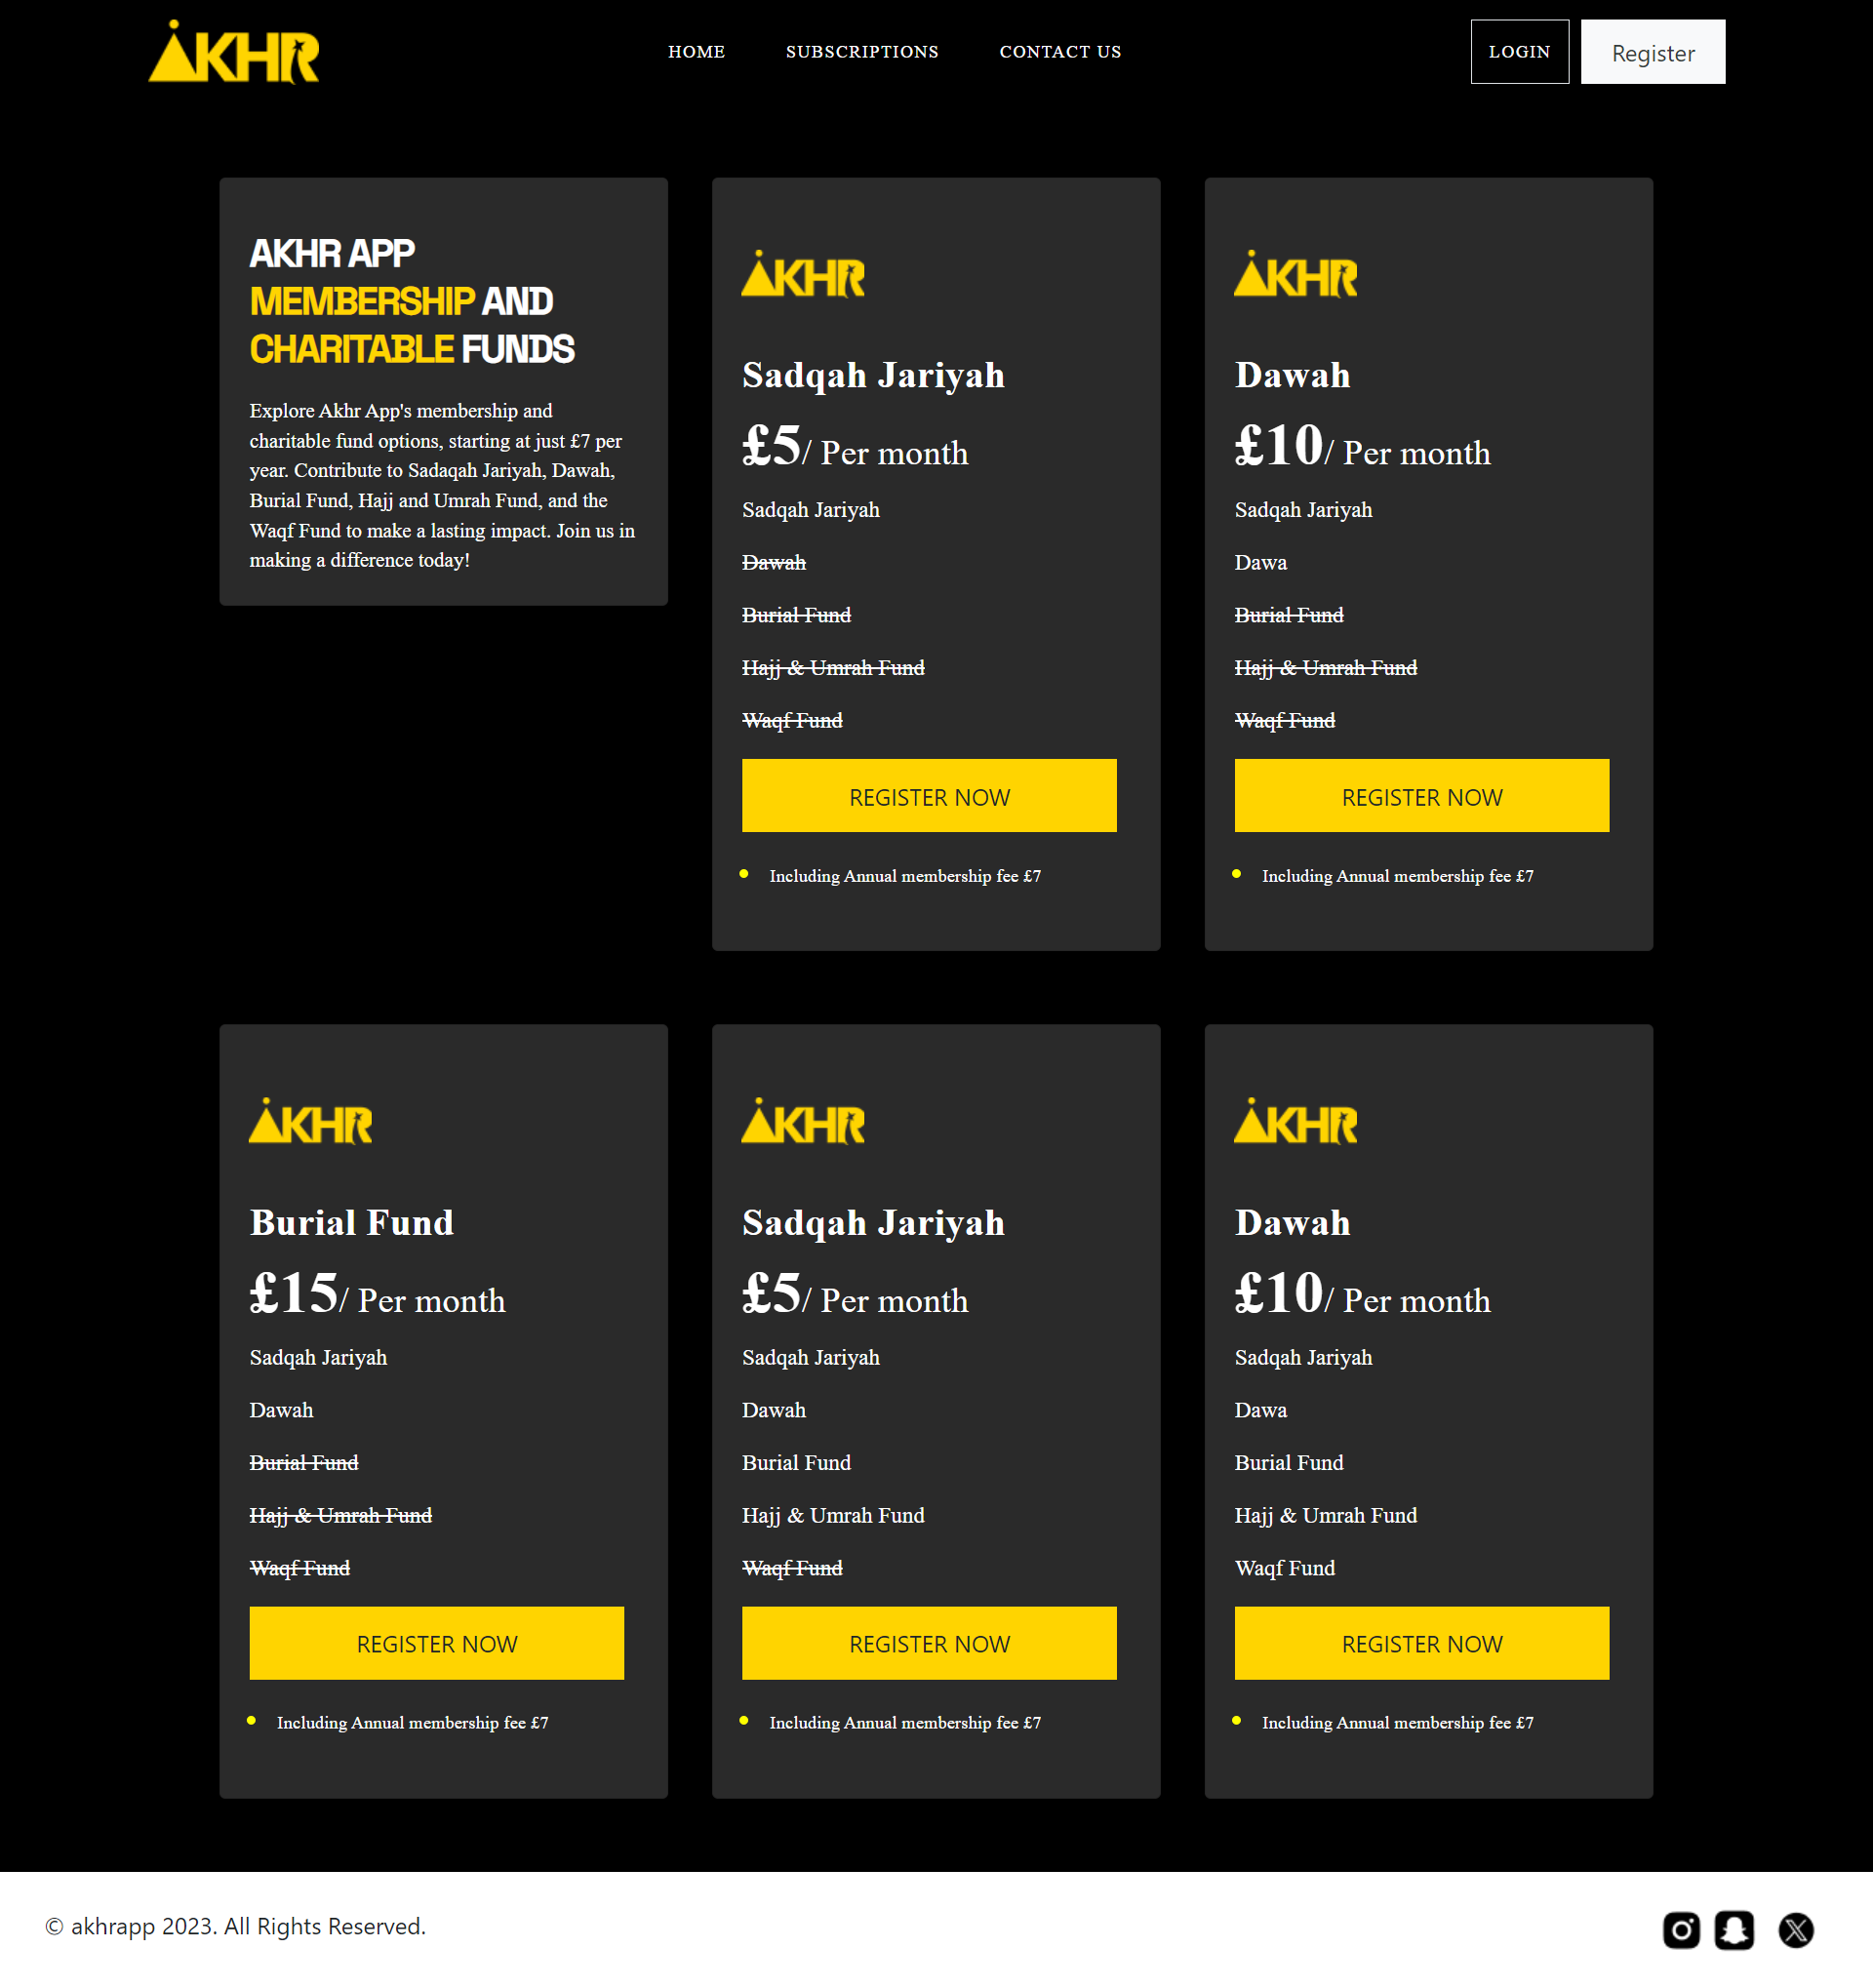 AKHR
HOME
SUBSCRIPTIONS
CONTACT US
LOGIN
Register
AKHR APP
MEMBERSHIP AND
CHARITABLE FUNDS
Explore Akhr App's membership and
charitable fund options, starting at just £7 per
year. Contribute to Sadaqah Jariyah, Dawah,
Burial Fund, Hajj and Umrah Fund, and the
Waqf Fund to make a lasting impact. Join us in
making a difference today!
AKHR
Sadqah Jariyah
£5/ Per month
Sadqah Jariyah
Dawah
Burial Fund
Hajj & Umrah Fund
Waqf Fund
REGISTER NOW
Including Annual membership fee £7
AKHR
Dawah
£10/ Per month
Sadqah Jariyah
Dawa
Burial Fund
Hajj & Umrah Fund
Waqf Fund
REGISTER NOW
Including Annual membership fee £7
AKHR
Burial Fund
£15/ Per month
Sadqah Jariyah
Dawah
Burial Fund
Hajj & Umrah Fund
Waqf Fund
REGISTER NOW
Including Annual membership fee £7
AKHR
Sadqah Jariyah
£5/ Per month
Sadqah Jariyah
Dawah
Burial Fund
Hajj & Umrah Fund
Waqf Fund
REGISTER NOW
Including Annual membership fee £7
AKHR
Dawah
£10/ Per month
Sadqah Jariyah
Dawa
Burial Fund
Hajj & Umrah Fund
Waqf Fund
REGISTER NOW
Including Annual membership fee £7
© akhrapp 2023. All Rights Reserved.